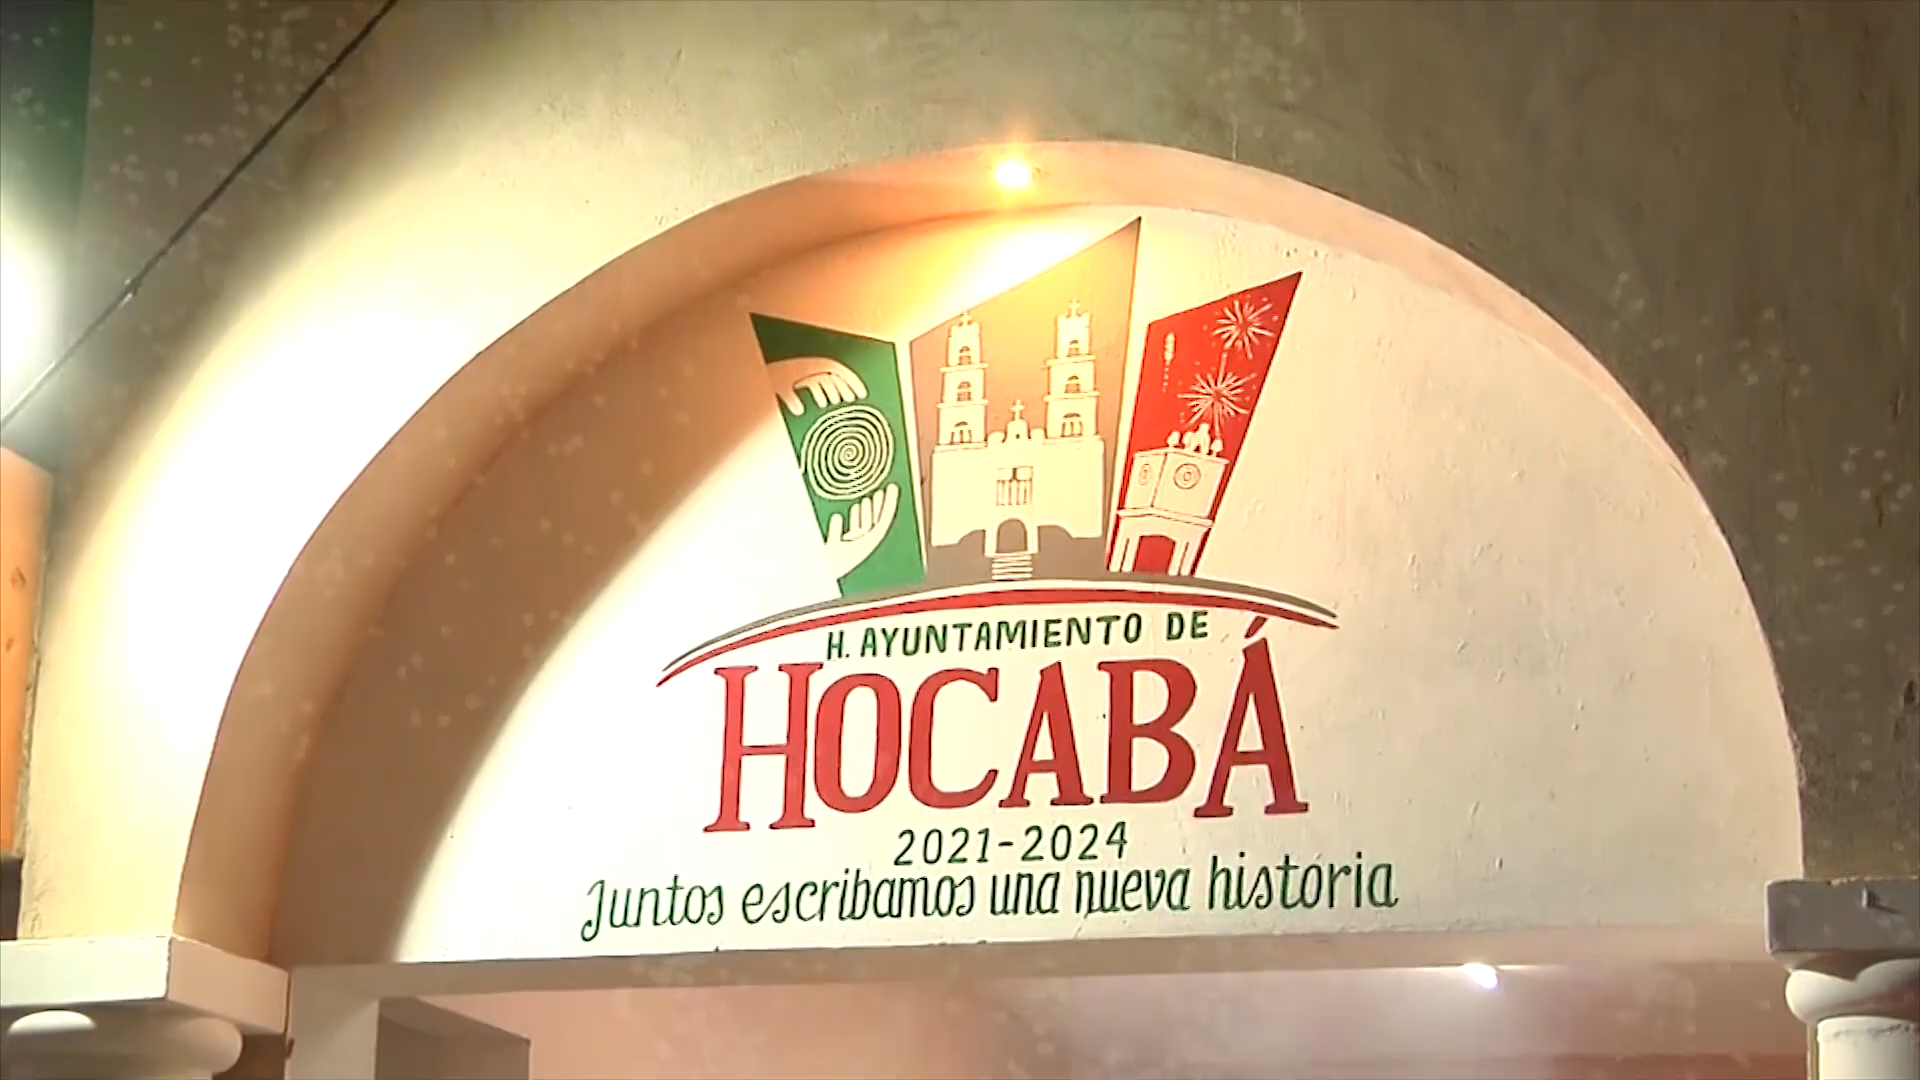 H. AYUNTAMIENTO DE
HOCABÁ
2021-2024
Juntos escribamos una nueva historia